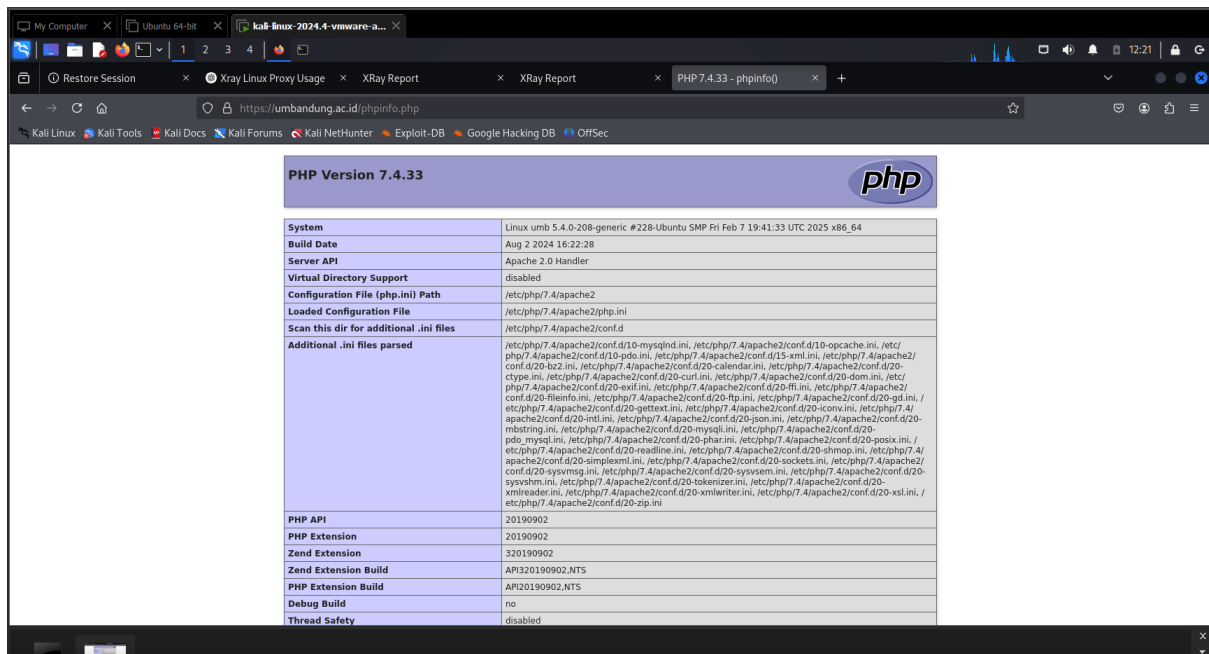 My Computer
Ubuntu 64-bit
kali-linux-2024.4-vmware-a...
1 2 3 4
12:21
Restore Session
Xray Linux Proxy Usage
XRay Report
XRay Report
PHP 7.4.33 - phpinfo()
https://umbandung.ac.id/phpinfo.php
Kali Linux Kali Tools Kali Docs Kali Forums Kali NetHunter Exploit-DB Google Hacking DB OffSec
PHP Version 7.4.33
php
System Linux umb 5.4.0-208-generic #228-Ubuntu SMP Fri Feb 7 19:41:33 UTC 2025 x86_64
Build Date Aug 2 2024 16:22:28
Server API Apache 2.0 Handler
Virtual Directory Support disabled
Configuration File (php.ini) Path /etc/php/7.4/apache2
Loaded Configuration File /etc/php/7.4/apache2/php.ini
Scan this dir for additional .ini files /etc/php/7.4/apache2/conf.d
Additional .ini files parsed /etc/php/7.4/apache2/conf.d/10-mysqlnd.ini, /etc/php/7.4/apache2/conf.d/10-opcache.ini, /etc/
php/7.4/apache2/conf.d/10-pdo.ini, /etc/php/7.4/apache2/conf.d/15-xml.ini, /etc/php/7.4/apache2/
conf.d/20-bz2.ini, /etc/php/7.4/apache2/conf.d/20-calendar.ini, /etc/php/7.4/apache2/conf.d/20-
ctype.ini, /etc/php/7.4/apache2/conf.d/20-curl.ini, /etc/php/7.4/apache2/conf.d/20-dom.ini, /etc/
php/7.4/apache2/conf.d/20-exif.ini, /etc/php/7.4/apache2/conf.d/20-ffi.ini, /etc/php/7.4/apache2/
conf.d/20-fileinfo.ini, /etc/php/7.4/apache2/conf.d/20-ftp.ini, /etc/php/7.4/apache2/conf.d/20-gd.ini, /
etc/php/7.4/apache2/conf.d/20-gettext.ini, /etc/php/7.4/apache2/conf.d/20-iconv.ini, /etc/php/7.4/
apache2/conf.d/20-intl.ini, /etc/php/7.4/apache2/conf.d/20-json.ini, /etc/php/7.4/apache2/conf.d/20-
mbstring.ini, /etc/php/7.4/apache2/conf.d/20-mysqli.ini, /etc/php/7.4/apache2/conf.d/20-
pdo_mysql.ini, /etc/php/7.4/apache2/conf.d/20-phar.ini, /etc/php/7.4/apache2/conf.d/20-posix.ini, /
etc/php/7.4/apache2/conf.d/20-readline.ini, /etc/php/7.4/apache2/conf.d/20-shmop.ini, /etc/php/7.4/
apache2/conf.d/20-simplexml.ini, /etc/php/7.4/apache2/conf.d/20-sockets.ini, /etc/php/7.4/apache2/
conf.d/20-sysvmsg.ini, /etc/php/7.4/apache2/conf.d/20-sysvsem.ini, /etc/php/7.4/apache2/conf.d/20-
sysvshm.ini, /etc/php/7.4/apache2/conf.d/20-tokenizer.ini, /etc/php/7.4/apache2/conf.d/20-
xmlreader.ini, /etc/php/7.4/apache2/conf.d/20-xmlwriter.ini, /etc/php/7.4/apache2/conf.d/20-xsl.ini, /
etc/php/7.4/apache2/conf.d/20-zip.ini
PHP API 20190902
PHP Extension 20190902
Zend Extension 320190902
Zend Extension Build API320190902,NTS
PHP Extension Build API20190902,NTS
Debug Build no
Thread Safety disabled